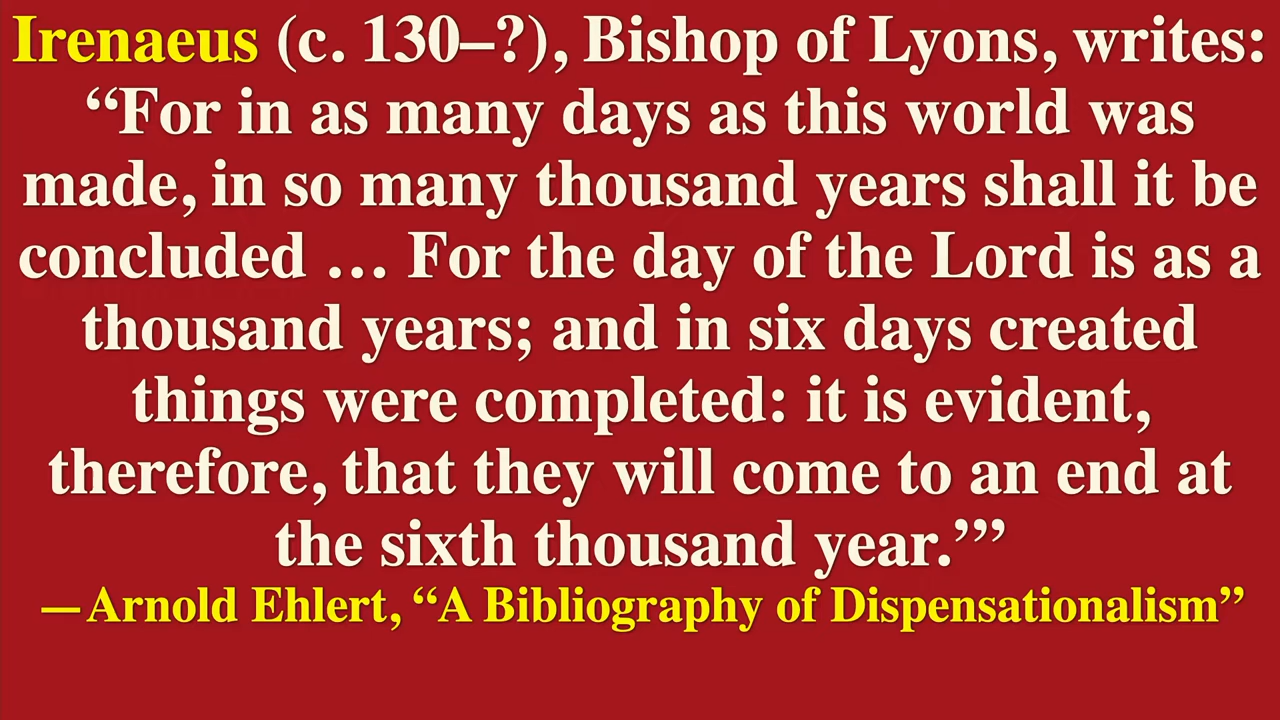 Irenaeus (c. 130–?), Bishop of Lyons, writes:
“For in as many days as this world was
made, in so many thousand years shall it be
concluded … For the day of the Lord is as a
thousand years; and in six days created
things were completed: it is evident,
therefore, that they will come to an end at
the sixth thousand year.’”
—Arnold Ehlert, “A Bibliography of Dispensationalism”